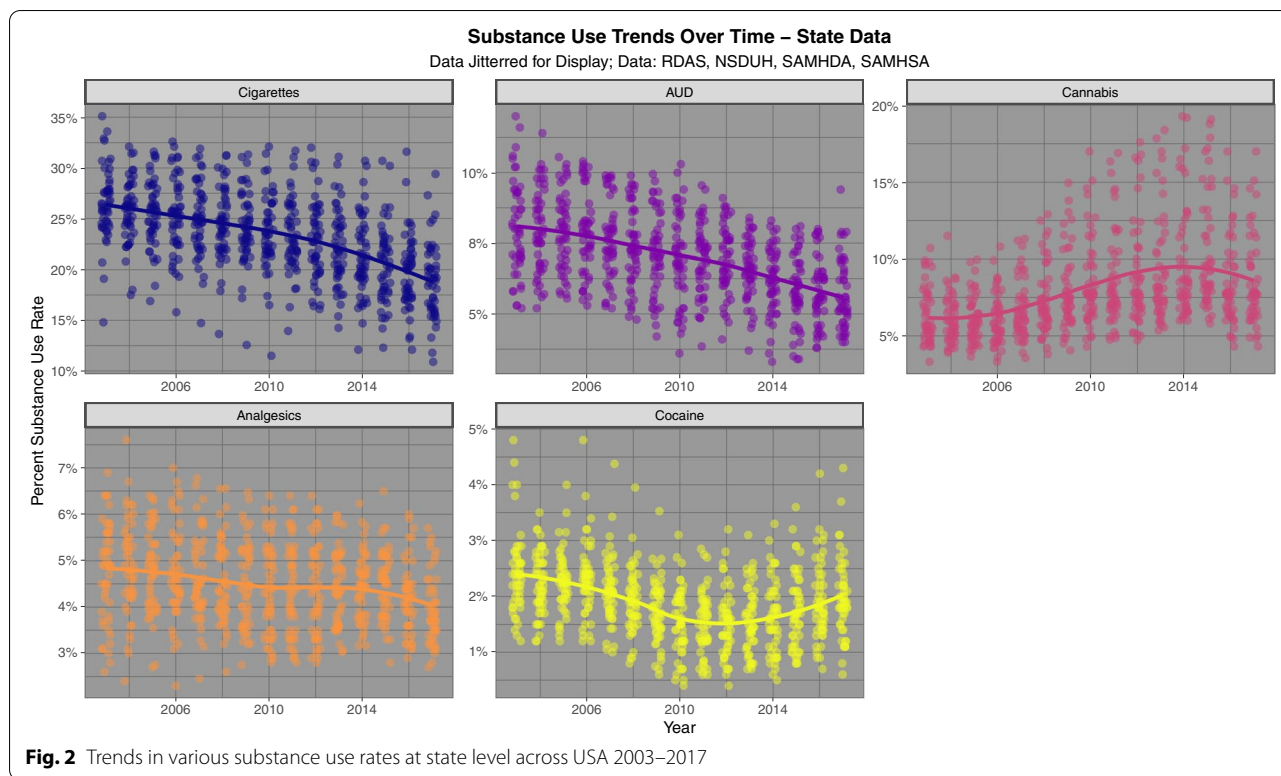 Substance Use Trends Over Time – State Data
Data Jitterred for Display; Data: RDAS, NSDUH, SAMHDA, SAMHSA
Percent Substance Use Rate
Cigarettes
35%
30%
25%
20%
15%
10%
2006 2010 2014
AUD
10%
8%
5%
2006 2010 2014
Cannabis
20%
15%
10%
5%
2006 2010 2014
Analgesics
7%
6%
5%
4%
3%
2006 2010 2014
Cocaine
5%
4%
3%
2%
1%
2006 2010 2014
Year
Fig. 2 Trends in various substance use rates at state level across USA 2003–2017